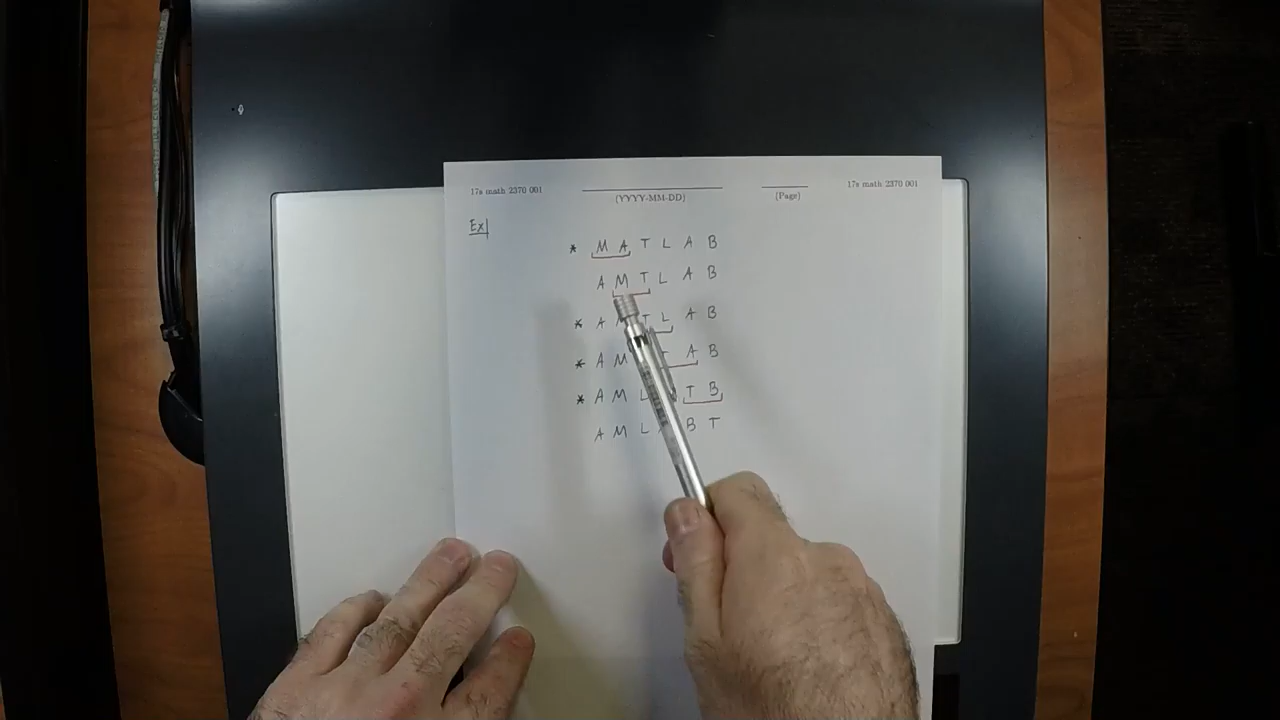 17s math 2370 001 {YYYY-MM-DD} {Page} 17s math 2370 001
Ex|
* M A T L A B
A M T L A B
* A T L A B
* A M A B
* A M L T B
A M L B T